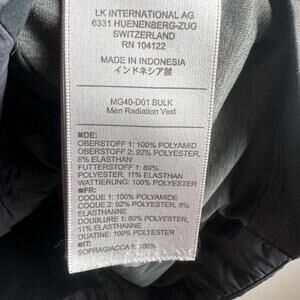 LK INTERNATIONAL AG
6331 HUENENBERG-ZUG
SWITZERLAND
RN 104122
MADE IN INDONESIA
インドネシア製
MG40-D01 BULK
Men Radiation Vest
■DE:
OBERSTOFF 1: 100% POLYAMID
OBERSTOFF 2: 92% POLYESTER,
8% ELASTHAN
FUTTERSTOFF 1: 89%
POLYESTER, 11% ELASTHAN
WATTIERUNG: 100% POLYESTER
■FR:
COQUE 1: 100% POLYAMIDE
COQUE 2: 92% POLYESTER, 8%
ELASTHANNE
DOUBLURE 1: 89% POLYESTER,
11% ELASTHANNE
OUATINE: 100% POLYESTER
■IT:
SOPRAGIACCA 1: 100%